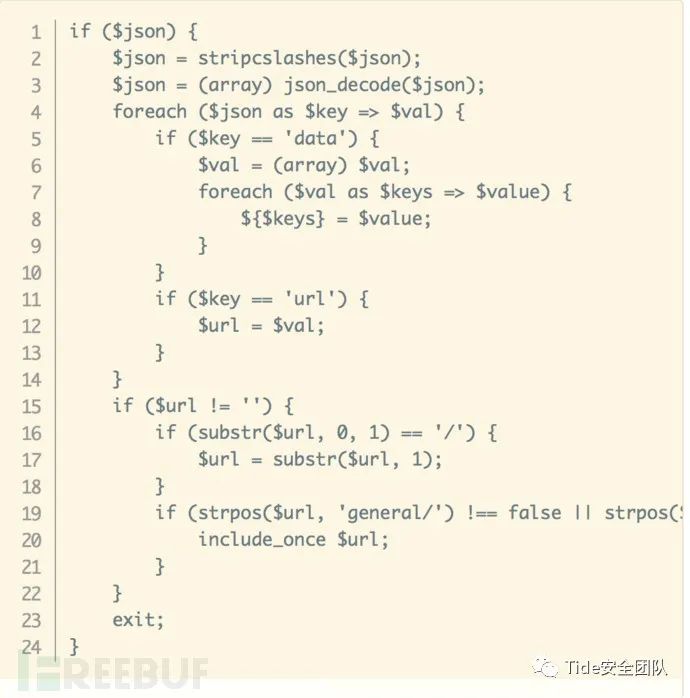 1 if ($json) {
2     $json = stripcslashes($json);
3     $json = (array) json_decode($json);
4     foreach ($json as $key => $val) {
5         if ($key == 'data') {
6             $val = (array) $val;
7             foreach ($val as $keys => $value) {
8                 ${$keys} = $value;
9             }
10         }
11         if ($key == 'url') {
12             $url = $val;
13         }
14     }
15     if ($url != '') {
16         if (substr($url, 0, 1) == '/') {
17             $url = substr($url, 1);
18         }
19         if (strpos($url, 'general/') !== false || strpos($
20             include_once $url;
21         }
22     }
23     exit;
24 }
FREEBUF
Tide安全团队